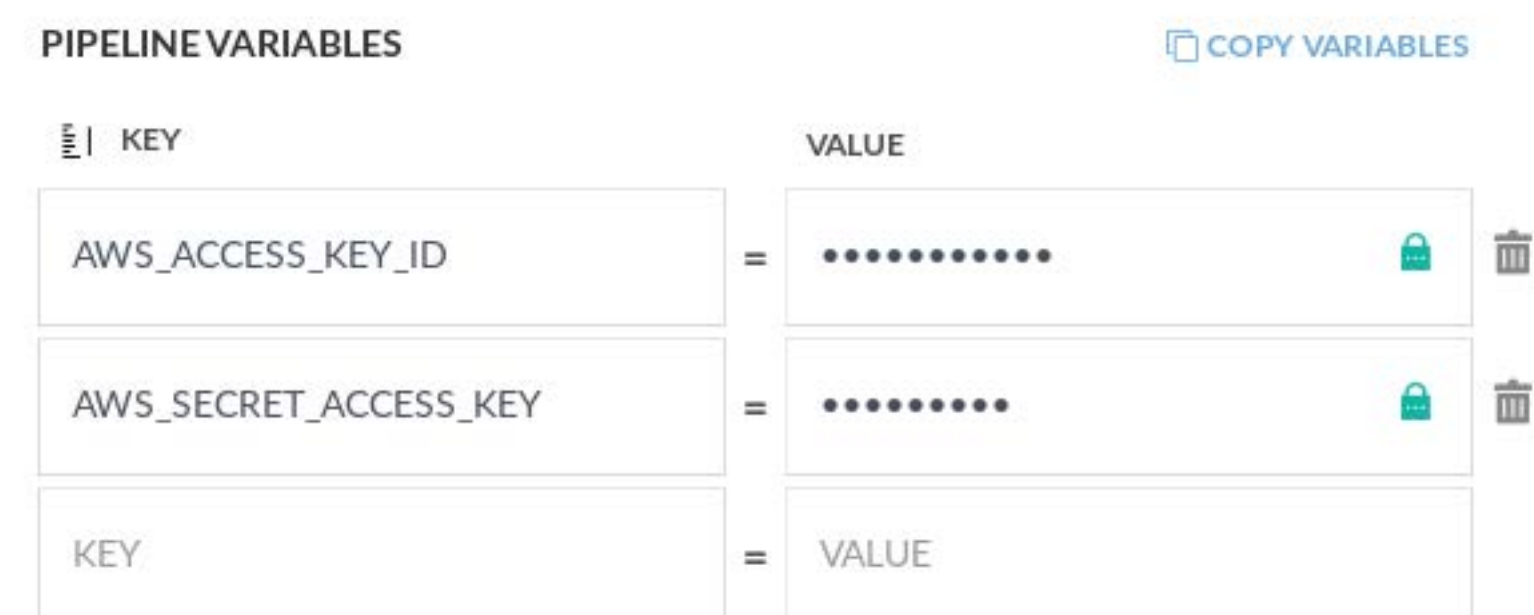 PIPELINE VARIABLES
COPY VARIABLES
KEY
VALUE
AWS_ACCESS_KEY_ID = •••••••••••
AWS_SECRET_ACCESS_KEY = •••••••••
KEY = VALUE